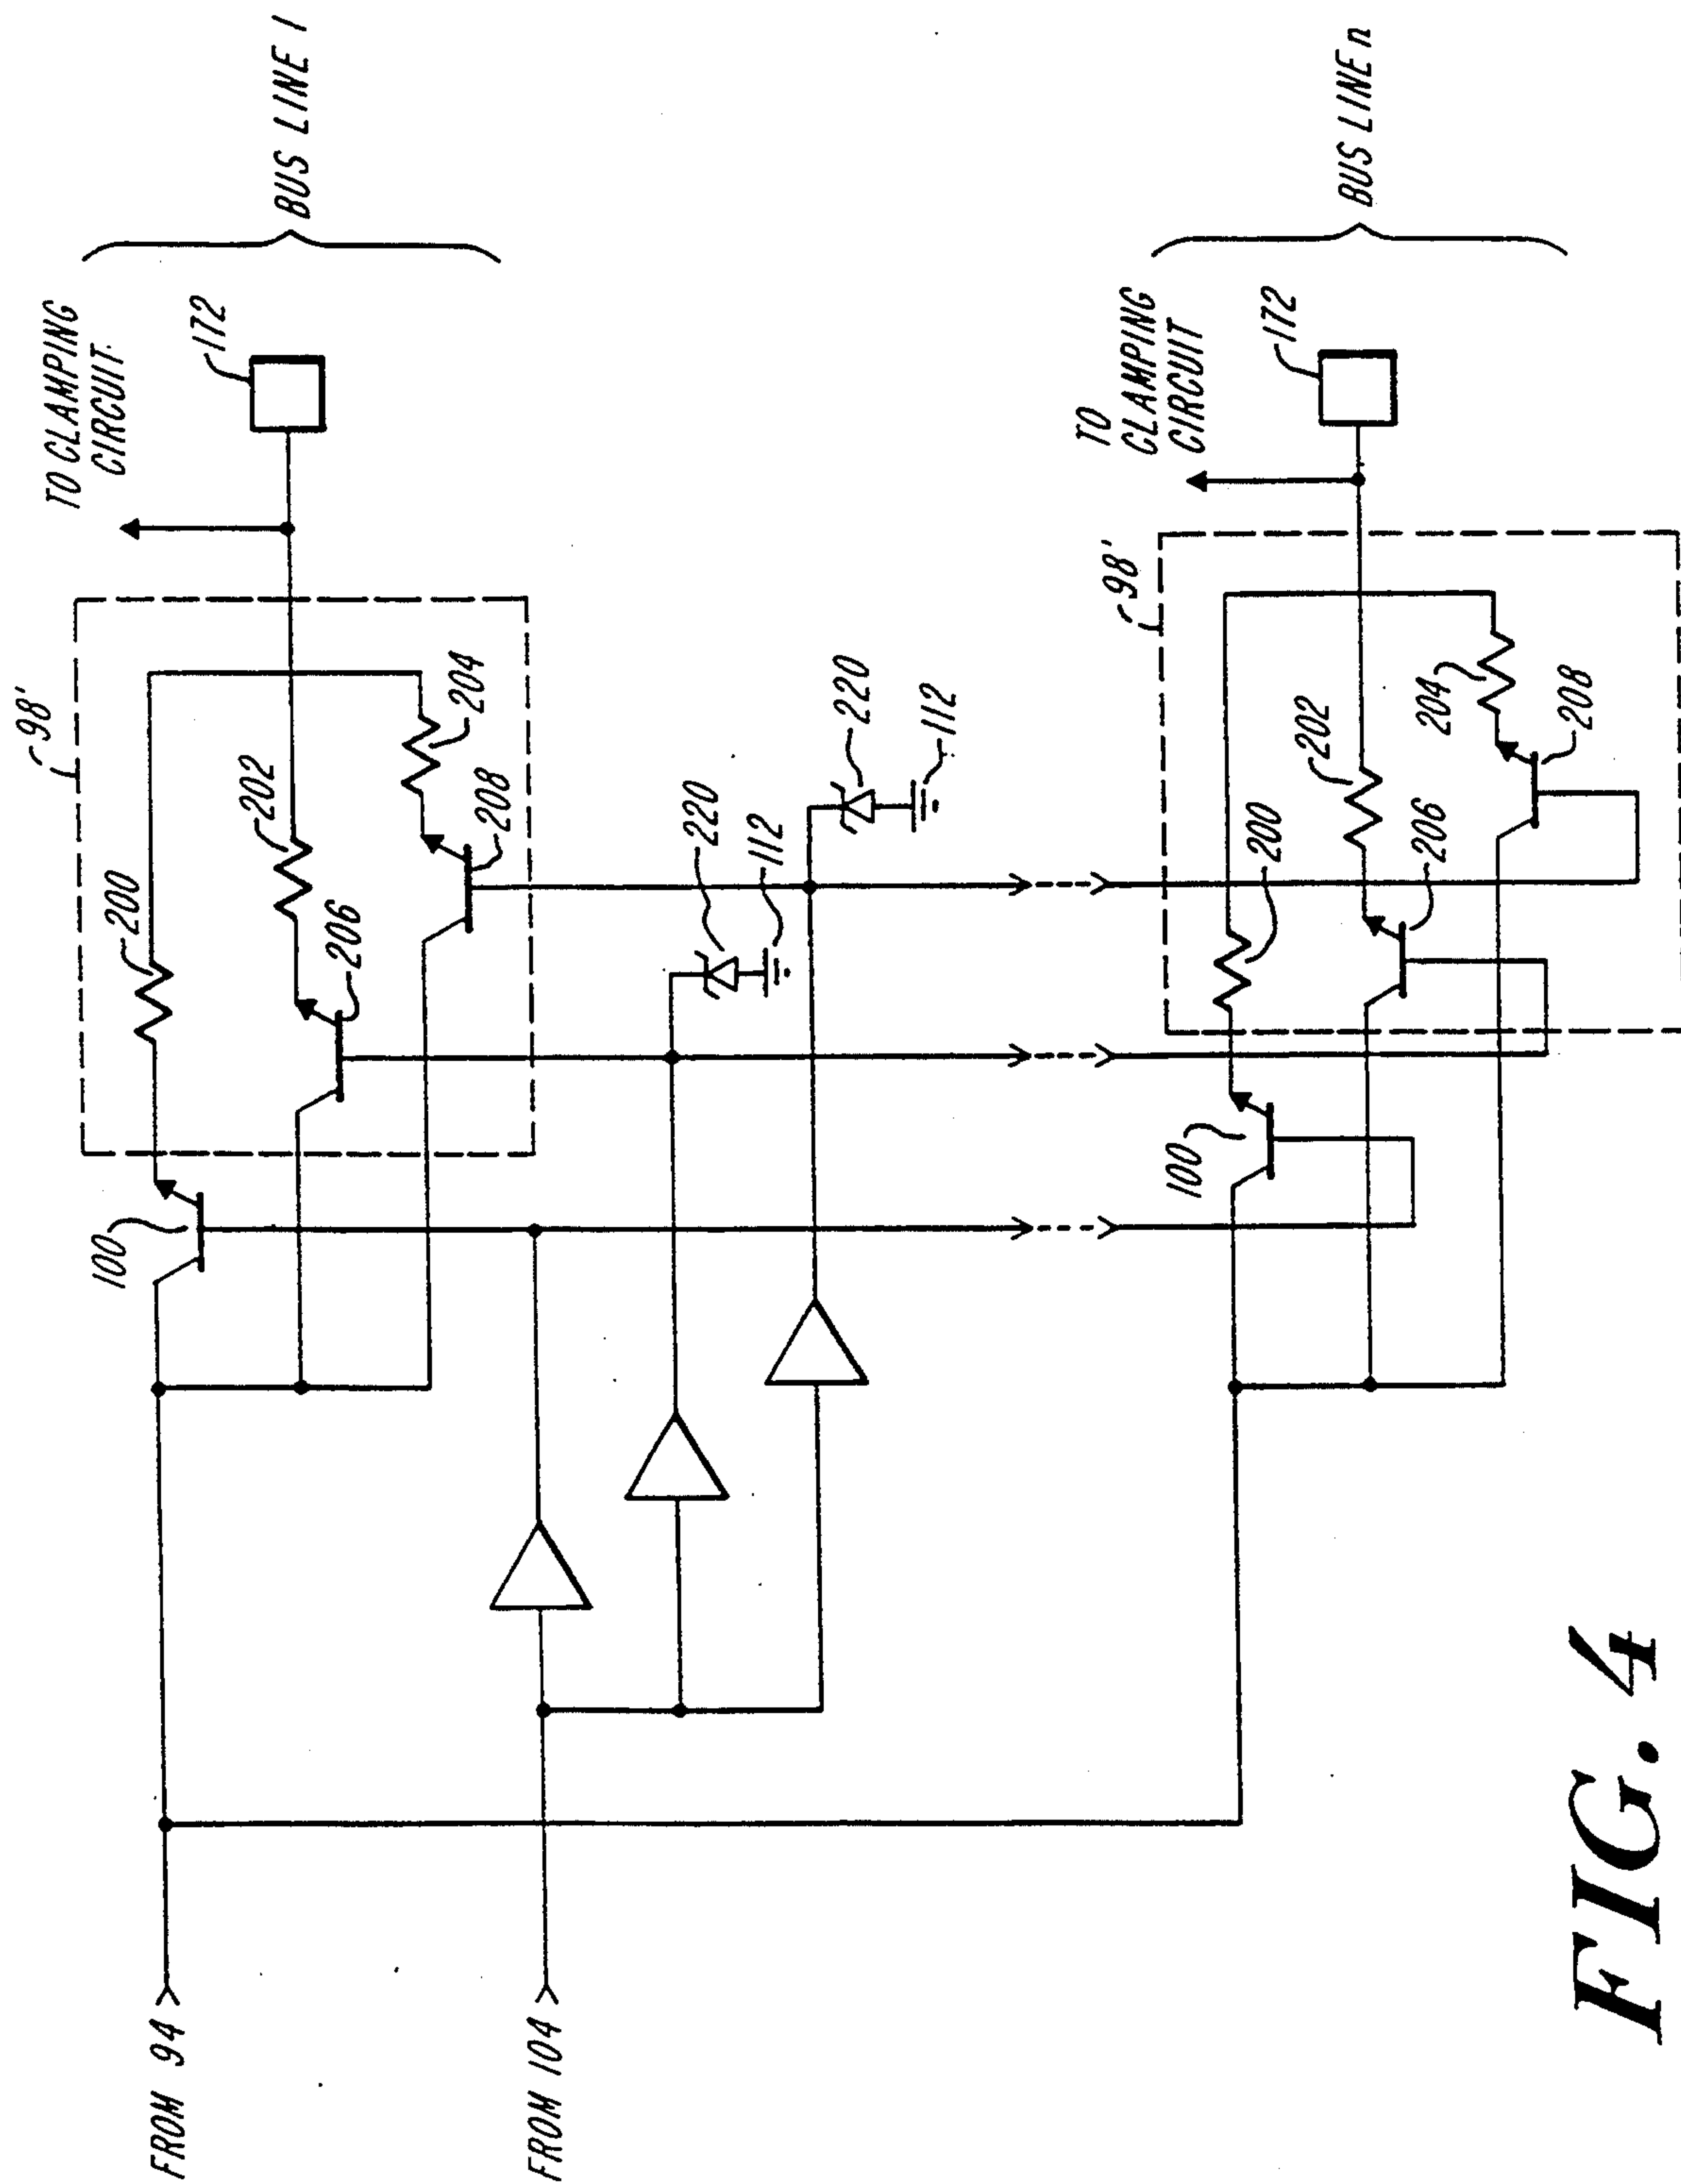 TO CLAMPING
CIRCUIT
172
BUS LINE 1
98'
200
202
204
206
208
100
220
112
220
112
TO
CLAMPING
CIRCUIT
172
BUS LINE n
98'
200
202
204
206
208
100
FROM 94
FROM 104
FIG. 4